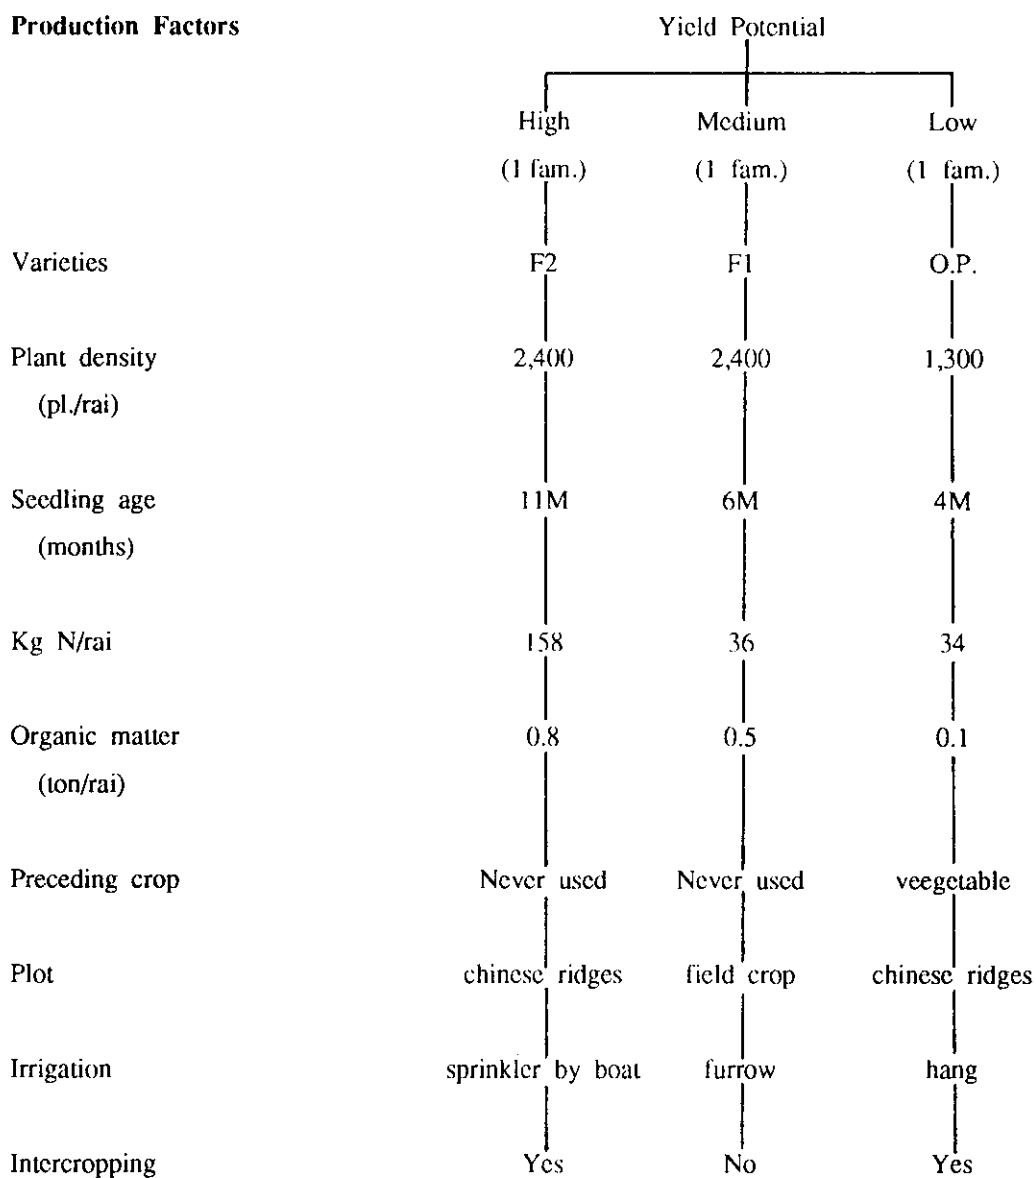 Production Factors Yield Potential
High Medium Low
(1 fam.) (1 fam.) (1 fam.)
Varieties F2 F1 O.P.
Plant density 2,400 2,400 1,300
(pl./rai)
Seedling age 11M 6M 4M
(months)
Kg N/rai 158 36 34
Organic matter 0.8 0.5 0.1
(ton/rai)
Preceding crop Never used Never used veegetable
Plot chinese ridges field crop chinese ridges
Irrigation sprinkler by boat furrow hang
Intercropping Yes No Yes